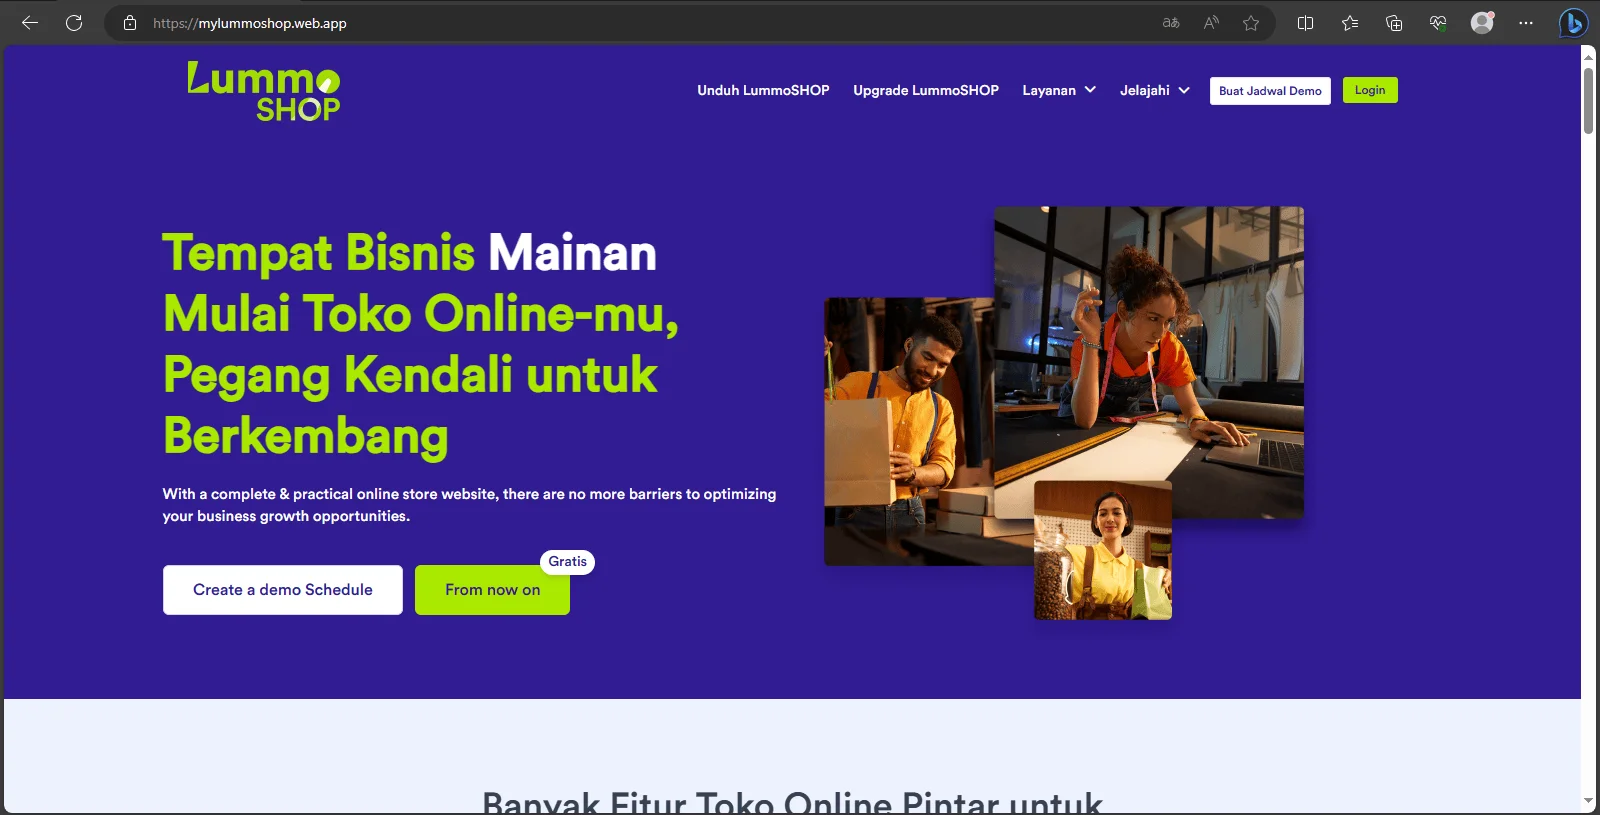 https://mylummoshop.web.app
Lummo
SHOP
Unduh LummoSHOP
Upgrade LummoSHOP
Layanan
Jelajahi
Buat Jadwal Demo
Login
Tempat Bisnis Mainan
Mulai Toko Online-mu,
Pegang Kendali untuk
Berkembang
With a complete & practical online store website, there are no more barriers to optimizing
your business growth opportunities.
Gratis
Create a demo Schedule
From now on
Banyak Fitur Toko Online Pintar untuk